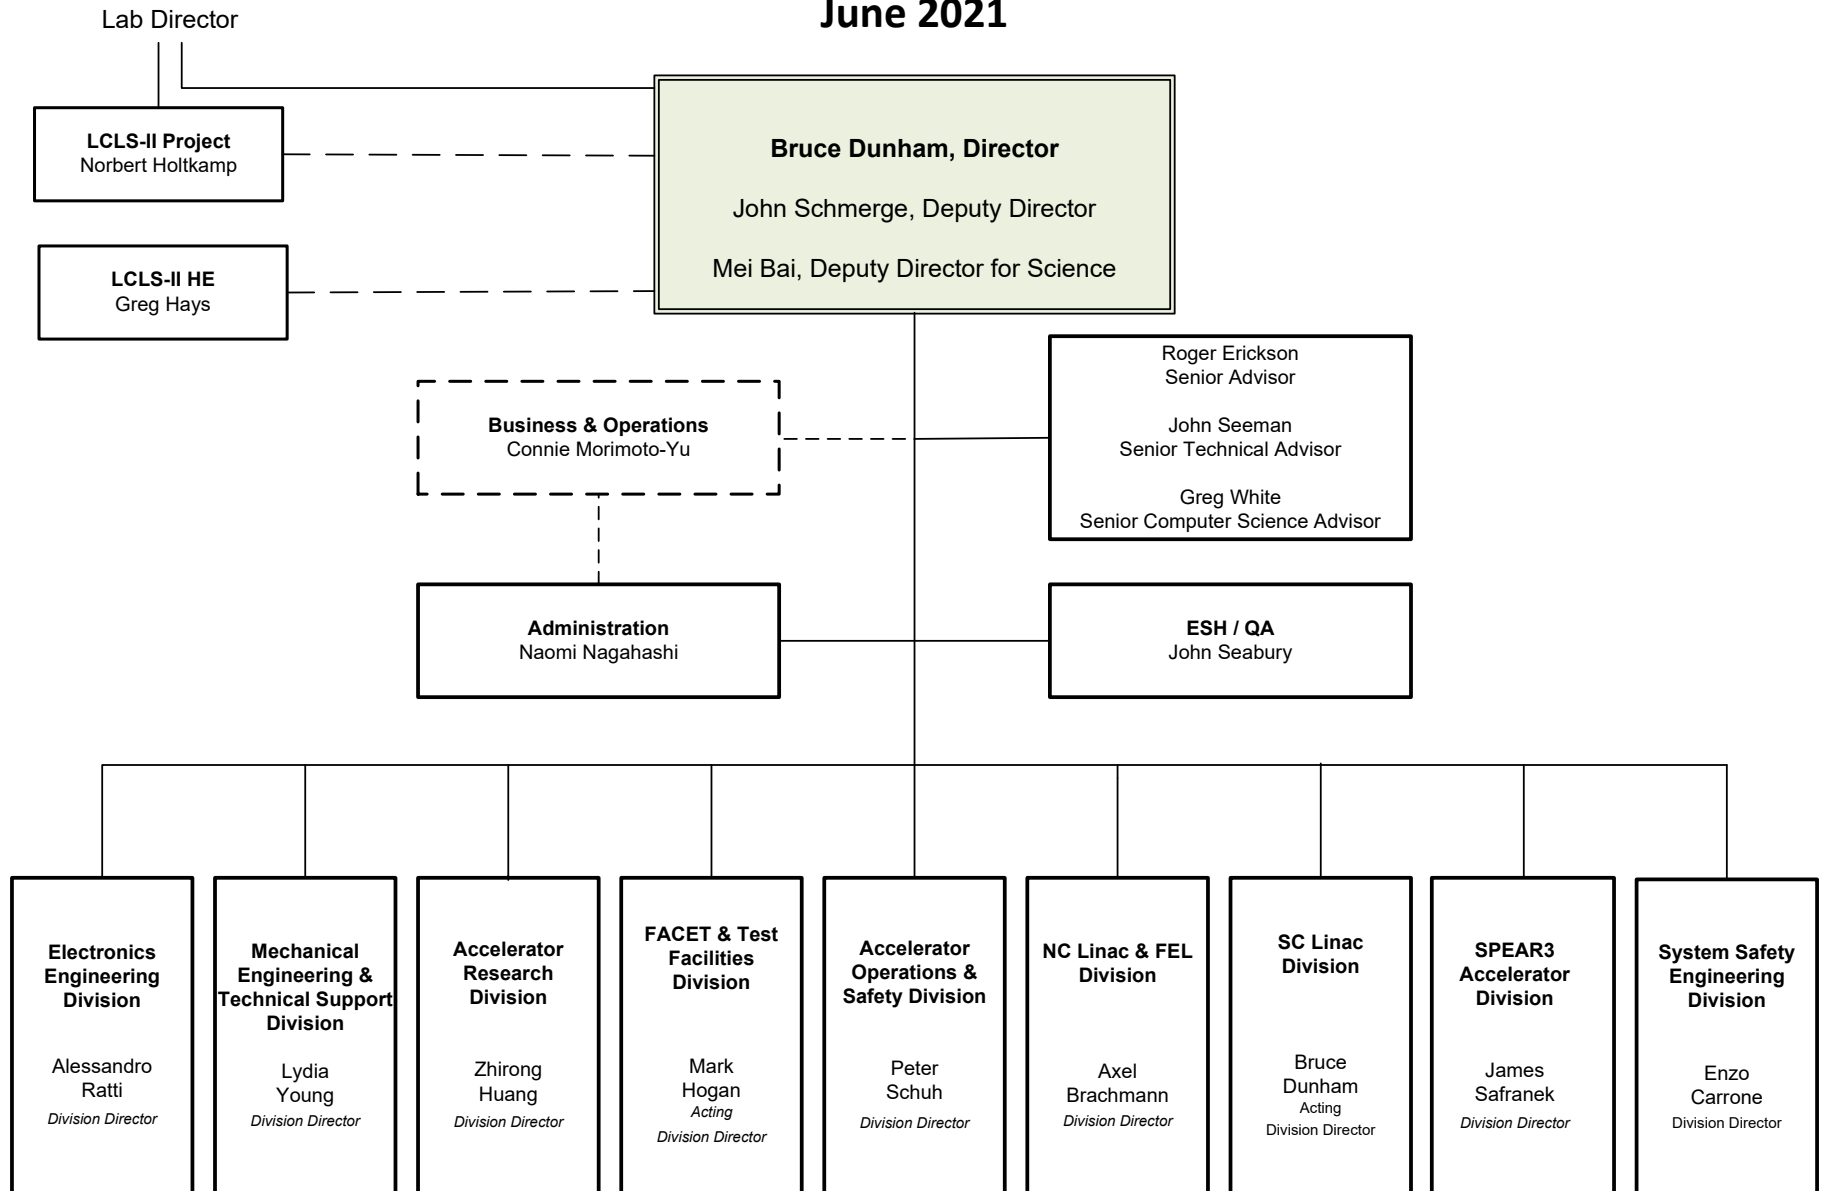 June 2021
Lab Director
LCLS-II Project
Norbert Holtkamp
Bruce Dunham, Director
John Schmerge, Deputy Director
Mei Bai, Deputy Director for Science
LCLS-II HE
Greg Hays
Roger Erickson
Senior Advisor
John Seeman
Senior Technical Advisor
Greg White
Senior Computer Science Advisor
Business & Operations
Connie Morimoto-Yu
Administration
Naomi Nagahashi
ESH / QA
John Seabury
Electronics
Engineering
Division
Alessandro
Ratti
Division Director
Mechanical
Engineering &
Technical Support
Division
Lydia
Young
Division Director
Accelerator
Research
Division
Zhirong
Huang
Division Director
FACET & Test
Facilities
Division
Mark
Hogan
Acting
Division Director
Accelerator
Operations &
Safety Division
Peter
Schuh
Division Director
NC Linac & FEL
Division
Axel
Brachmann
Division Director
SC Linac
Division
Bruce
Dunham
Acting
Division Director
SPEAR3
Accelerator
Division
James
Safranek
Division Director
System Safety
Engineering
Division
Enzo
Carrone
Division Director